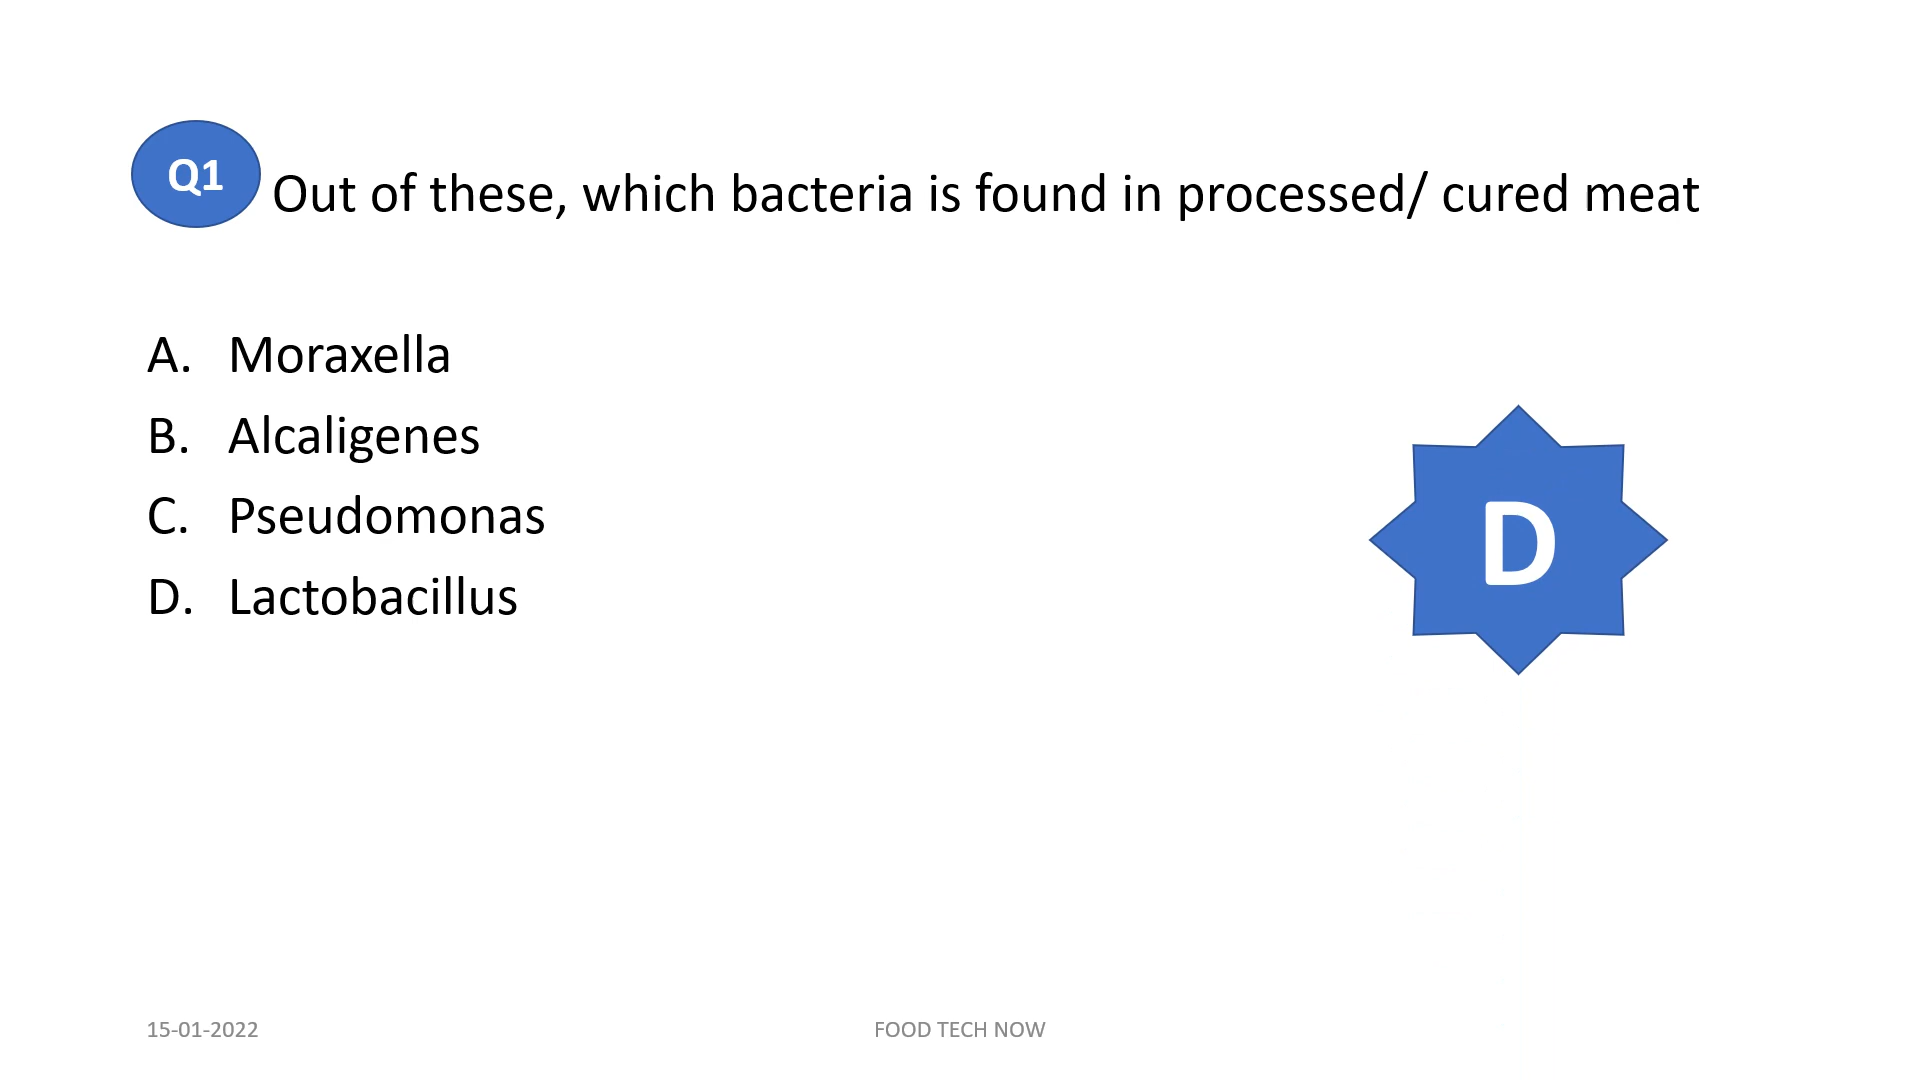 Q1
Out of these, which bacteria is found in processed/ cured meat
A. Moraxella
B. Alcaligenes
C. Pseudomonas
D. Lactobacillus
D
15-01-2022
FOOD TECH NOW